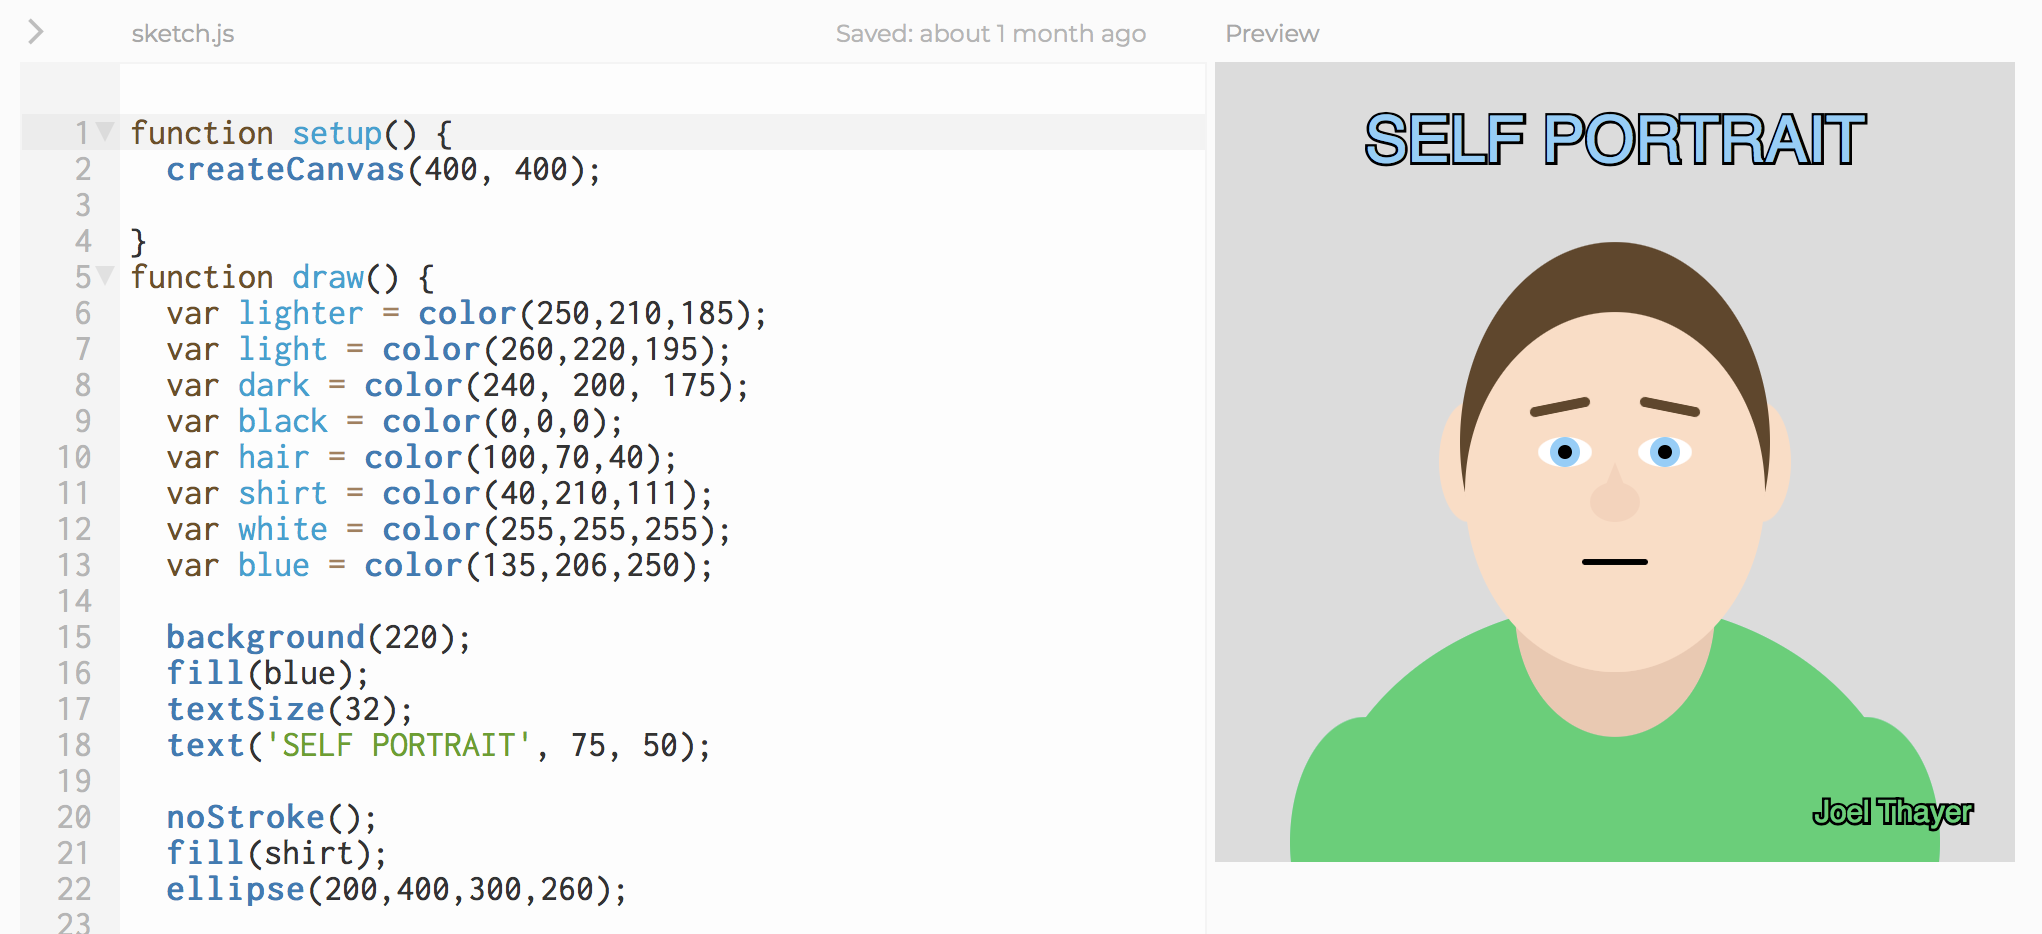 sketch.js Saved: about 1 month ago Preview
1 function setup() {
2 createCanvas(400, 400);
3
4 }
5 function draw() {
6 var lighter = color(250,210,185);
7 var light = color(260,220,195);
8 var dark = color(240, 200, 175);
9 var black = color(0,0,0);
10 var hair = color(100,70,40);
11 var shirt = color(40,210,111);
12 var white = color(255,255,255);
13 var blue = color(135,206,250);
14
15 background(220);
16 fill(blue);
17 textSize(32);
18 text('SELF PORTRAIT', 75, 50);
19
20 noStroke();
21 fill(shirt);
22 ellipse(200,400,300,260);
23
SELF PORTRAIT
Joel Thayer